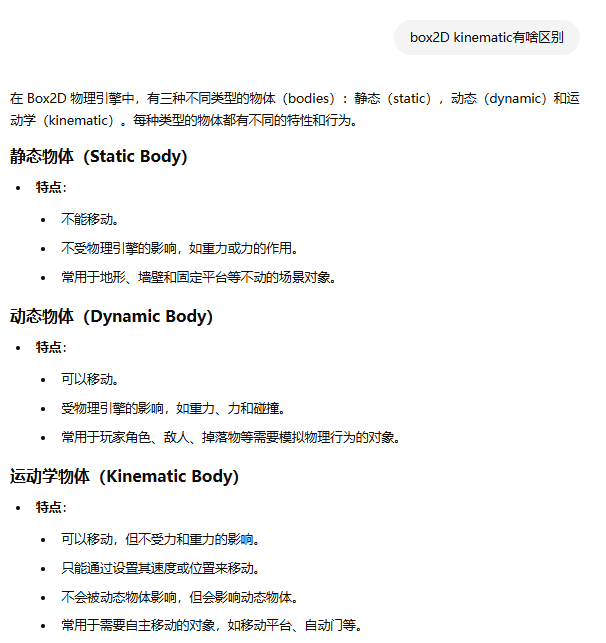 box2D kinematic有啥区别
在 Box2D 物理引擎中，有三种不同类型的物体（bodies）：静态（static），动态（dynamic）和运
动学（kinematic）。每种类型的物体都有不同的特性和行为。
静态物体（Static Body）
• 特点：
• 不能移动。
• 不受物理引擎的影响，如重力或力的作用。
• 常用于地形、墙壁和固定平台等不动的场景对象。
动态物体（Dynamic Body）
• 特点：
• 可以移动。
• 受物理引擎的影响，如重力、力和碰撞。
• 常用于玩家角色、敌人、掉落物等需要模拟物理行为的对象。
运动学物体（Kinematic Body）
• 特点：
• 可以移动，但不受力和重力的影响。
• 只能通过设置其速度或位置来移动。
• 不会被动态物体影响，但会影响动态物体。
• 常用于需要自主移动的对象，如移动平台、自动门等。